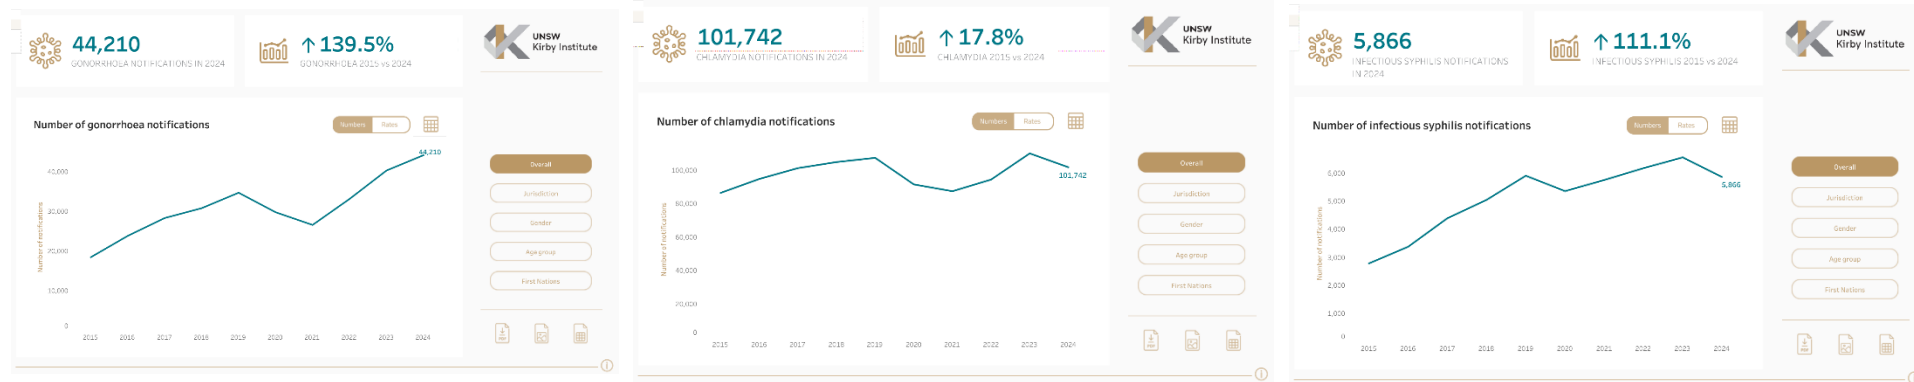 44,210
GONORRHOEA NOTIFICATIONS IN 2024
↑ 139.5%
GONORRHOEA 2015 vs 2024
UNSW
Kirby Institute
Number of gonorrhoea notifications
Numbers
Rates
44,210
40,000
30,000
20,000
10,000
0
Number of notifications
2015
2016
2017
2018
2019
2020
2021
2022
2023
2024
Overall
Jurisdiction
Gender
Age group
First Nations
PDF
101,742
CHLAMYDIA NOTIFICATIONS IN 2024
↑ 17.8%
CHLAMYDIA 2015 vs 2024
UNSW
Kirby Institute
Number of chlamydia notifications
Numbers
Rates
101,742
100,000
80,000
60,000
40,000
20,000
0
Number of notifications
2015
2016
2017
2018
2019
2020
2021
2022
2023
2024
Overall
Jurisdiction
Gender
Age group
First Nations
PDF
5,866
INFECTIOUS SYPHILIS NOTIFICATIONS
IN 2024
↑ 111.1%
INFECTIOUS SYPHILIS 2015 vs 2024
UNSW
Kirby Institute
Number of infectious syphilis notifications
Numbers
Rates
5,866
6,000
5,000
4,000
3,000
2,000
1,000
0
Number of notifications
2015
2016
2017
2018
2019
2020
2021
2022
2023
2024
Overall
Jurisdiction
Gender
Age group
First Nations
PDF